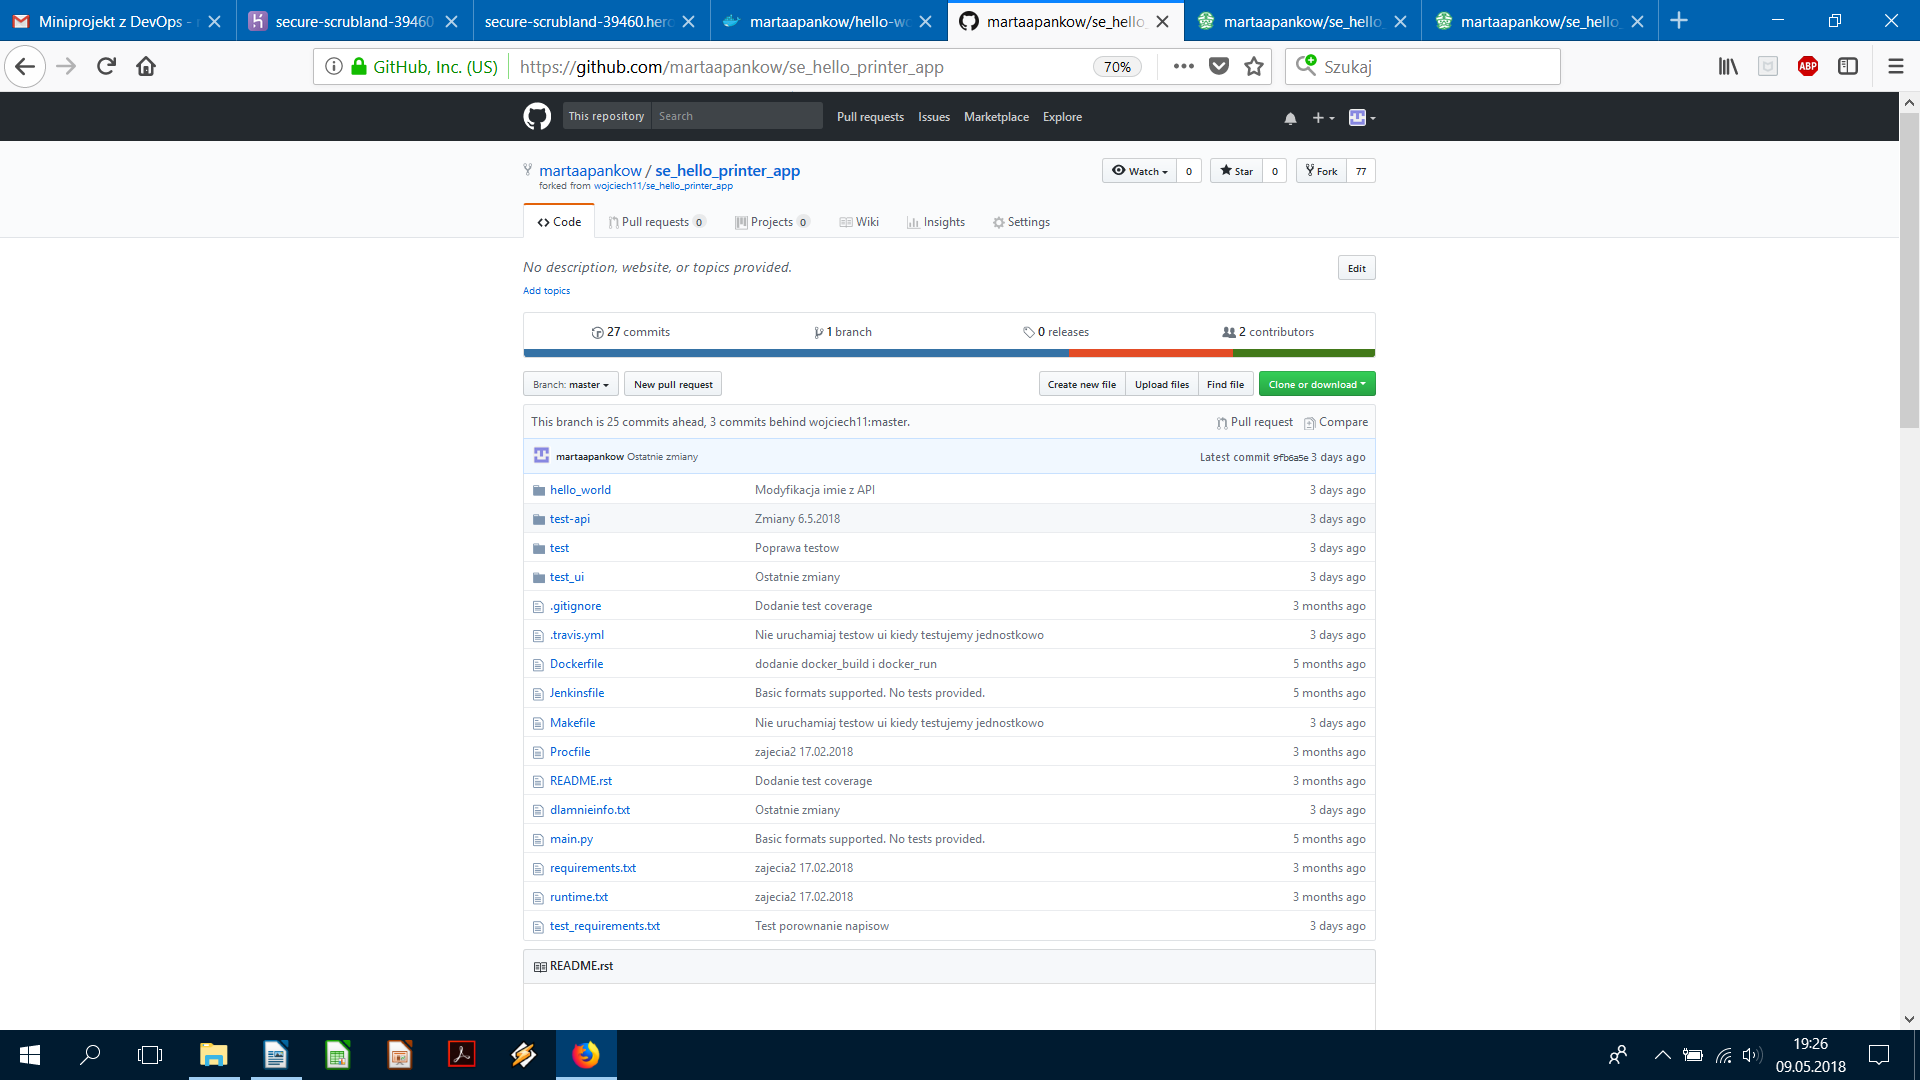 Miniprojekt z DevOps -
secure-scrubland-39460
secure-scrubland-39460.herc
martaapankow/hello-wo
martaapankow/se_hello_
martaapankow/se_hello_
martaapankow/se_hello_
GitHub, Inc. (US)
https://github.com/martaapankow/se_hello_printer_app
70%
Szukaj
ABP
This repository
Search
Pull requests
Issues
Marketplace
Explore
martaapankow / se_hello_printer_app
forked from wojciech11/se_hello_printer_app
Watch 0
Star 0
Fork 77
Code
Pull requests 0
Projects 0
Wiki
Insights
Settings
No description, website, or topics provided.
Edit
Add topics
27 commits
1 branch
0 releases
2 contributors
Branch: master
New pull request
Create new file
Upload files
Find file
Clone or download
This branch is 25 commits ahead, 3 commits behind wojciech11:master.
Pull request
Compare
martaapankow Ostatnie zmiany
Latest commit 9fb6a5e 3 days ago
hello_world Modyfikacja imie z API 3 days ago
test-api Zmiany 6.5.2018 3 days ago
test Poprawa testow 3 days ago
test_ui Ostatnie zmiany 3 days ago
.gitignore Dodanie test coverage 3 months ago
.travis.yml Nie uruchamiaj testow ui kiedy testujemy jednostkowo 3 days ago
Dockerfile dodanie docker_build i docker_run 5 months ago
Jenkinsfile Basic formats supported. No tests provided. 5 months ago
Makefile Nie uruchamiaj testow ui kiedy testujemy jednostkowo 3 days ago
Procfile zajecia2 17.02.2018 3 months ago
README.rst Dodanie test coverage 3 months ago
dlamnieinfo.txt Ostatnie zmiany 3 days ago
main.py Basic formats supported. No tests provided. 5 months ago
requirements.txt zajecia2 17.02.2018 3 months ago
runtime.txt zajecia2 17.02.2018 3 months ago
test_requirements.txt Test porownanie napisow 3 days ago
README.rst
19:26
09.05.2018